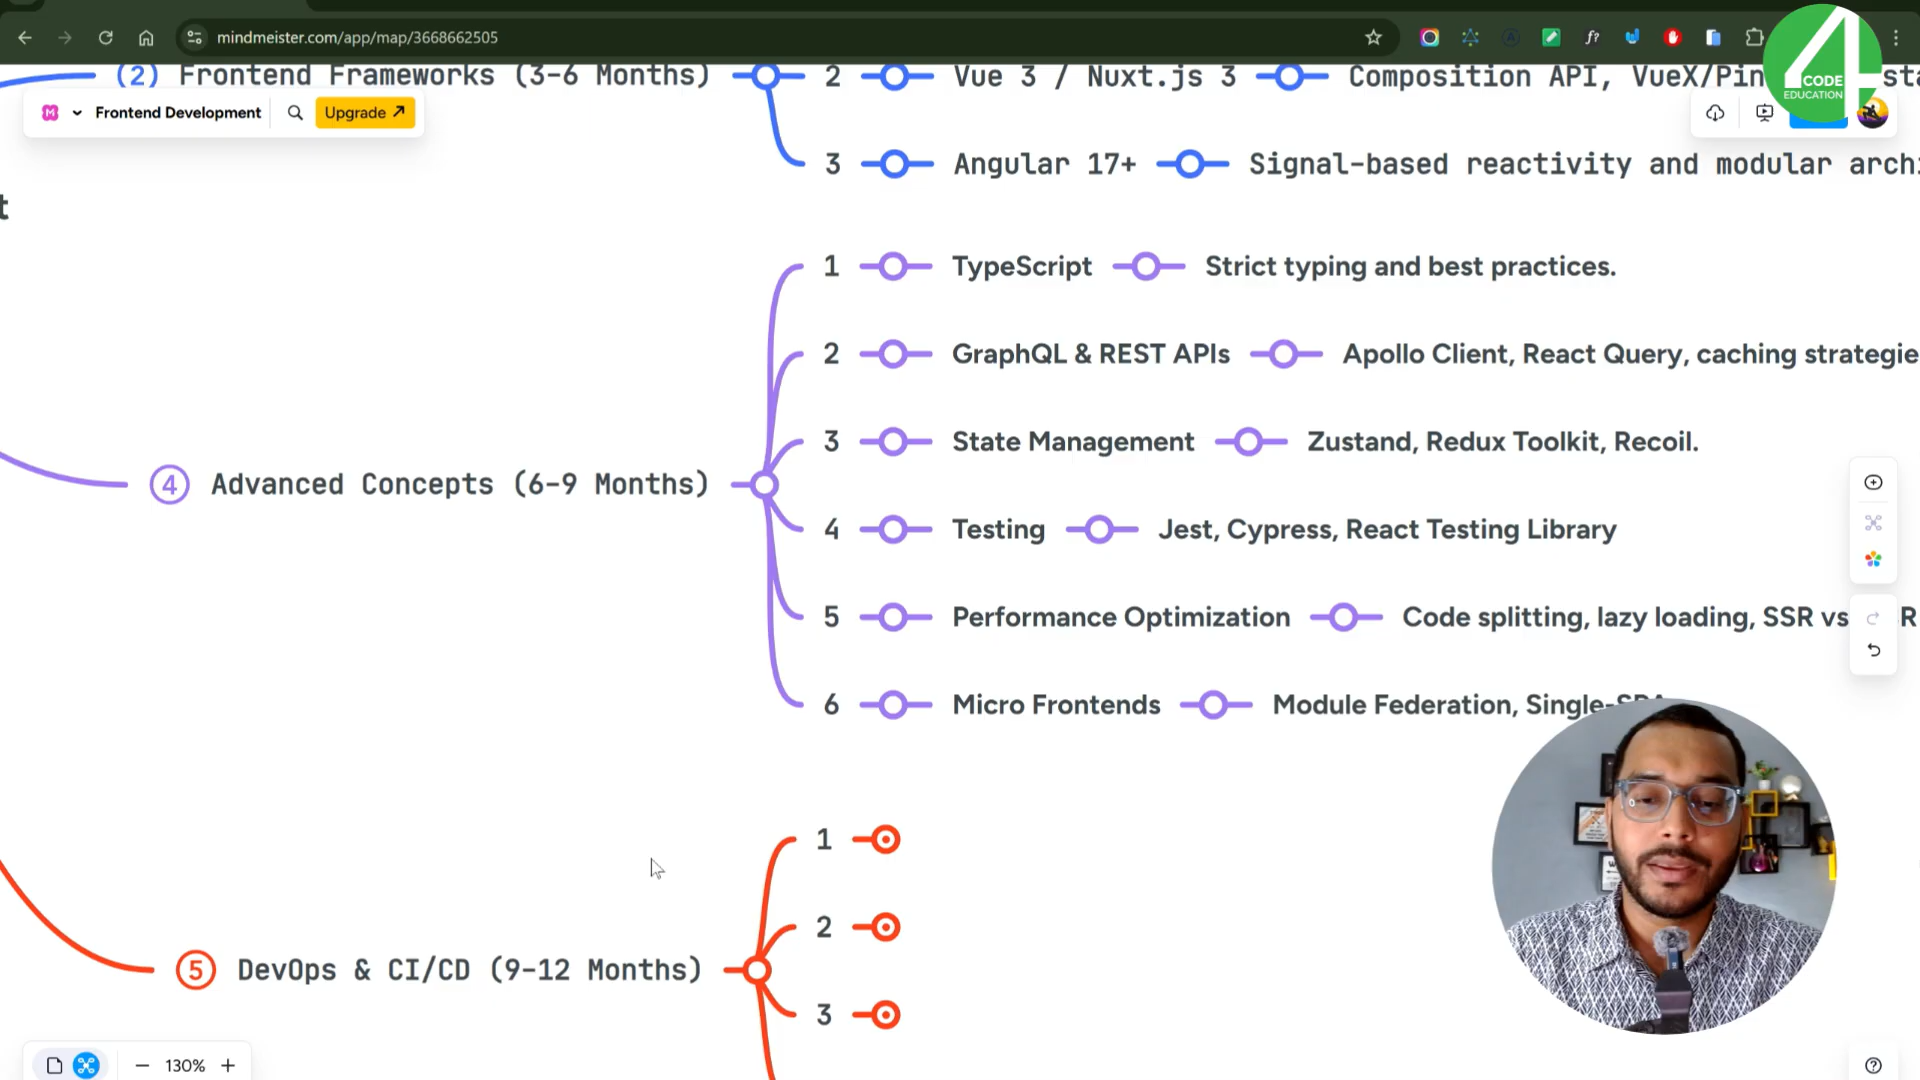 mindmeister.com/app/map/3668662505
f?
4
CODE
EDUCATION
(2) Frontend Frameworks (3-6 Months)
2 Vue 3 / Nuxt.js 3 Composition API, VueX/Pin
Frontend Development
Upgrade
3 Angular 17+ Signal-based reactivity and modular
t
1 TypeScript Strict typing and best practices.
2 GraphQL & REST APIs Apollo Client, React Query, caching strategie
3 State Management Zustand, Redux Toolkit, Recoil.
4 Advanced Concepts (6-9 Months)
4 Testing Jest, Cypress, React Testing Library
5 Performance Optimization Code splitting, lazy loading, SSR vs R
6 Micro Frontends Module Federation,
1
2
5 DevOps & CI/CD (9-12 Months)
3
130%